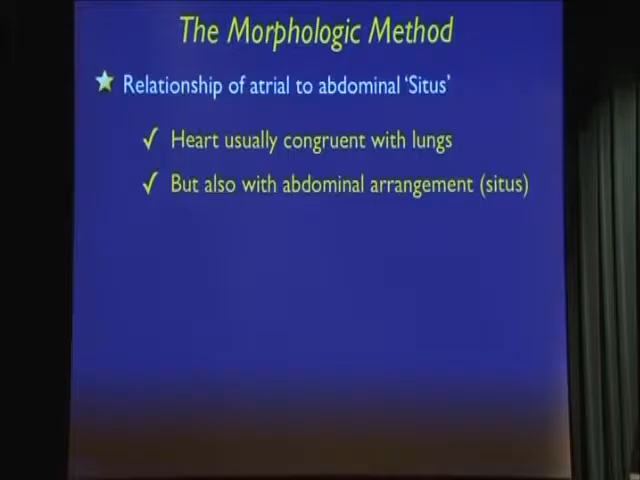 The Morphologic Method
Relationship of atrial to abdominal 'Situs'
Heart usually congruent with lungs
But also with abdominal arrangement (situs)